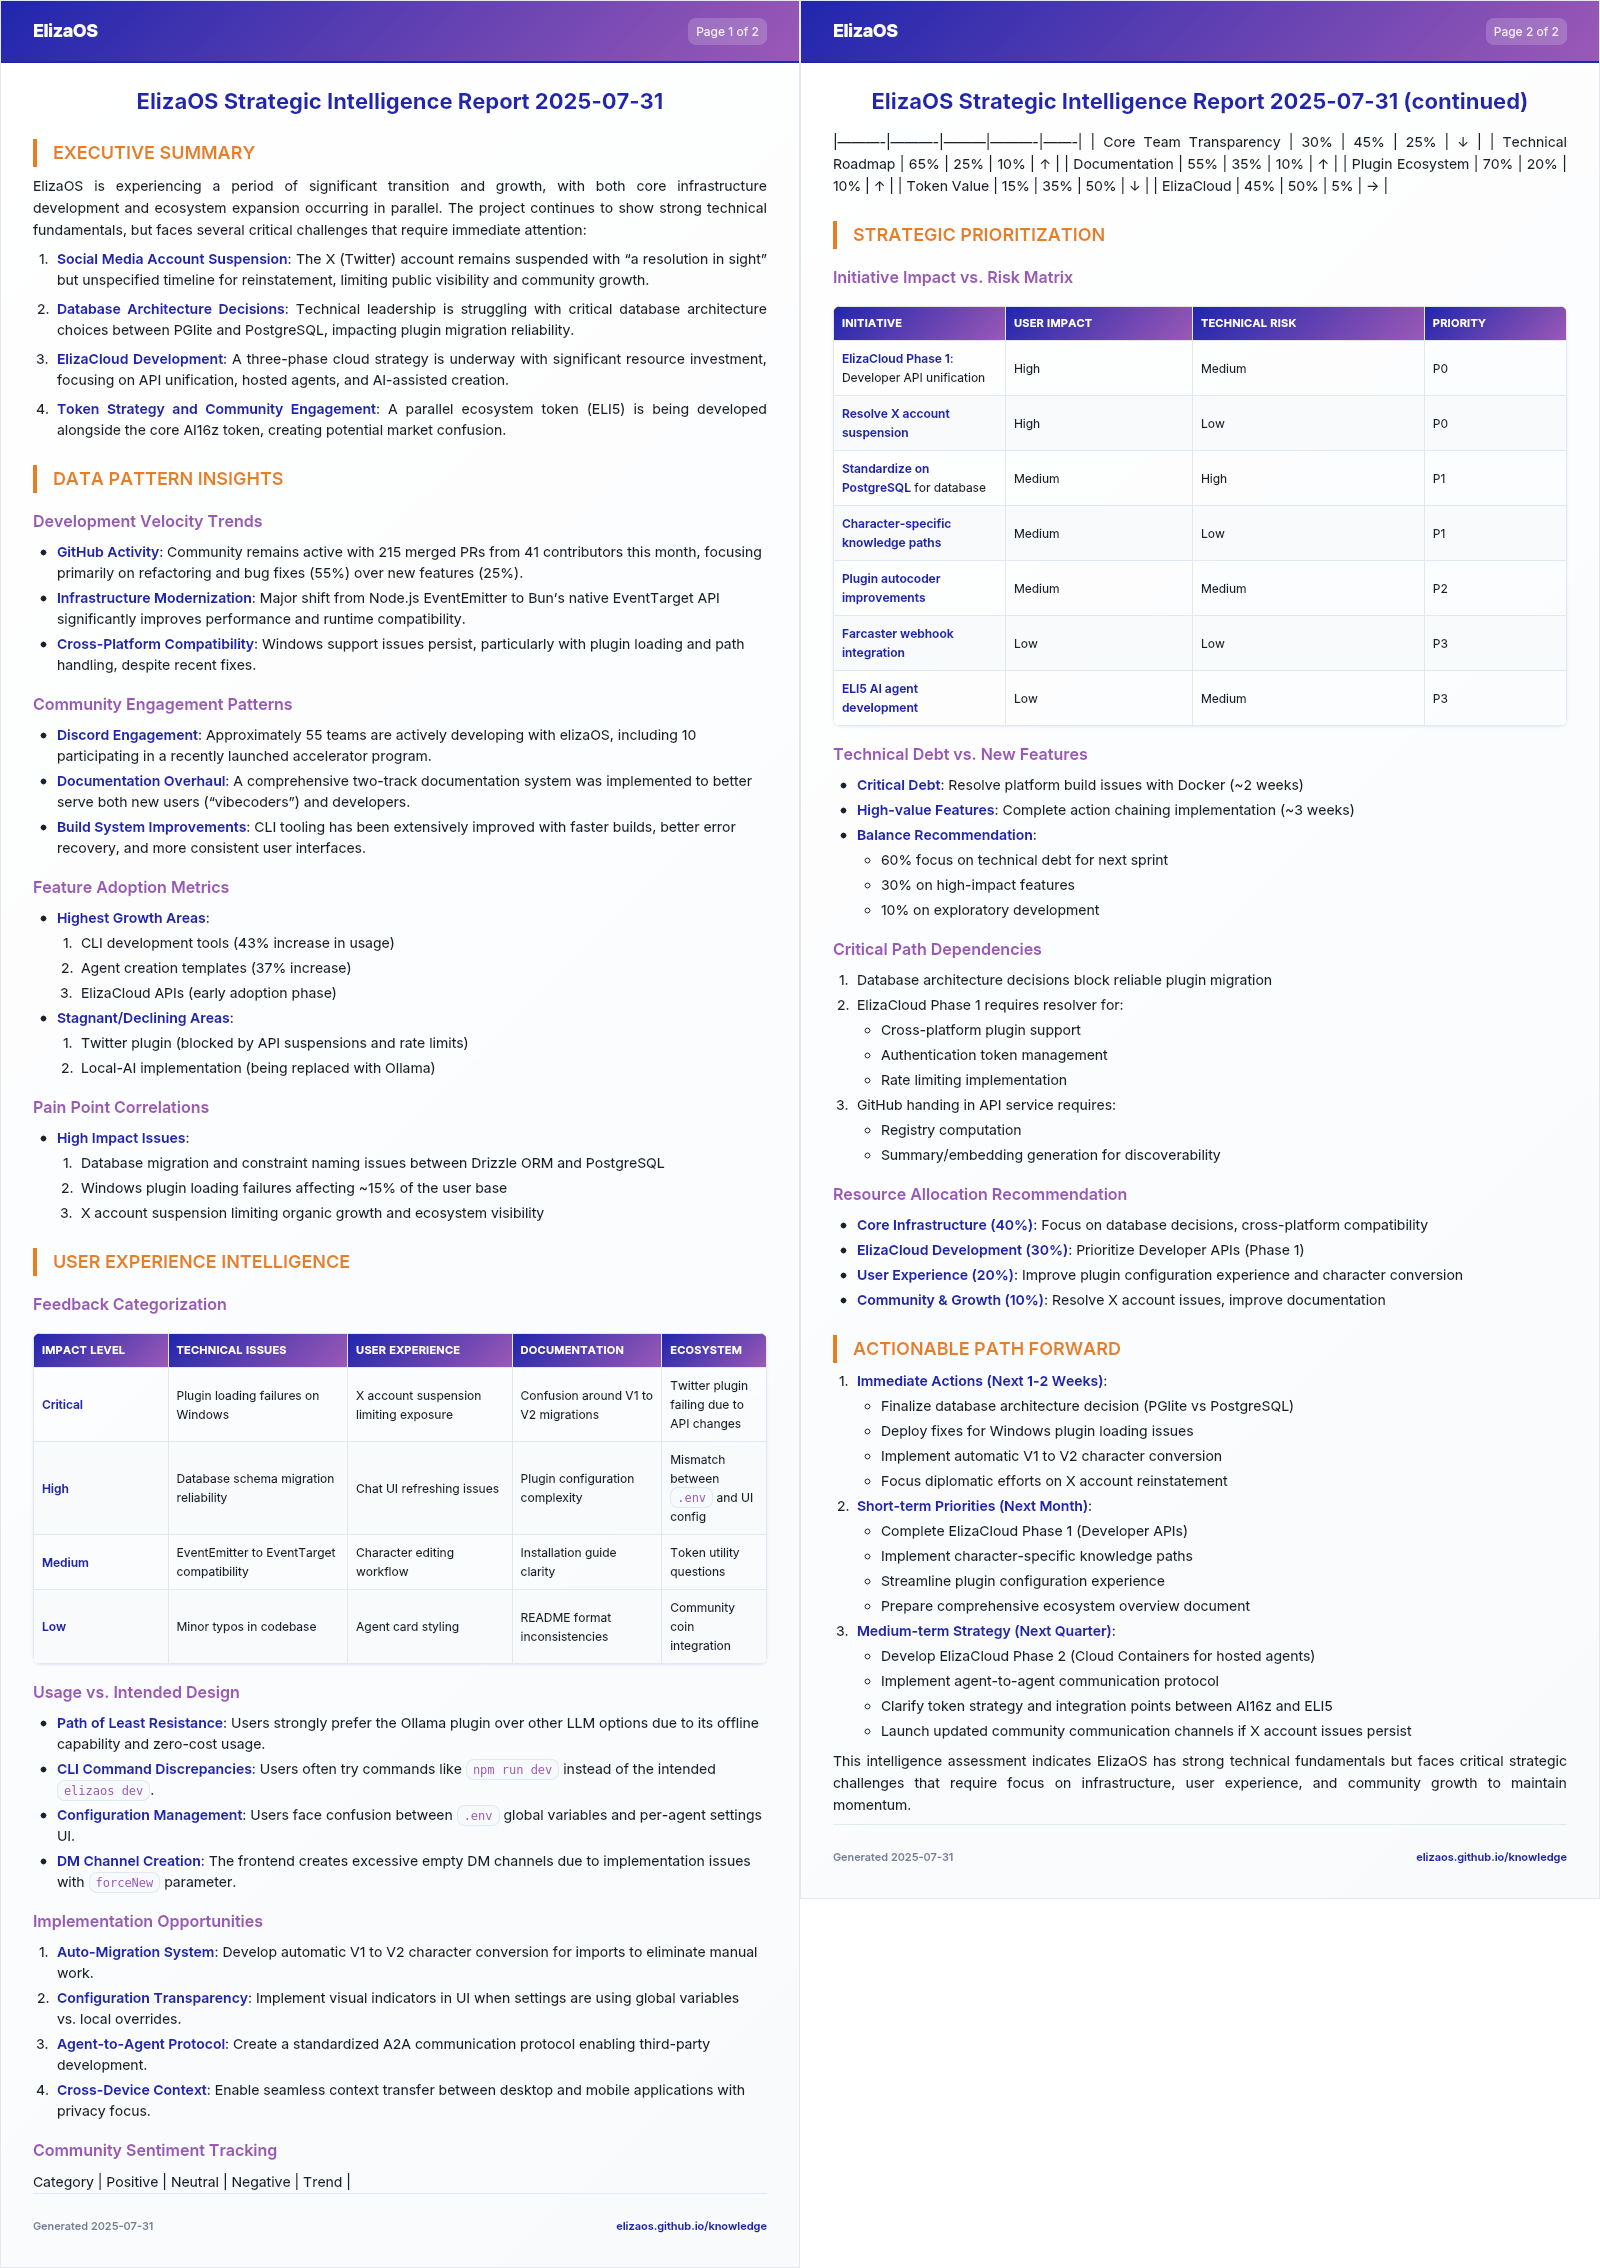 ElizaOS
Page 1 of 2
ElizaOS Strategic Intelligence Report 2025-07-31
EXECUTIVE SUMMARY
ElizaOS is experiencing a period of significant transition and growth, with both core infrastructure
development and ecosystem expansion occurring in parallel. The project continues to show strong technical
fundamentals, but faces several critical challenges that require immediate attention:
1. Social Media Account Suspension: The X (Twitter) account remains suspended with “a resolution in sight”
but unspecified timeline for reinstatement, limiting public visibility and community growth.
2. Database Architecture Decisions: Technical leadership is struggling with critical database architecture
choices between PGlite and PostgreSQL, impacting plugin migration reliability.
3. ElizaCloud Development: A three-phase cloud strategy is underway with significant resource investment,
focusing on API unification, hosted agents, and AI-assisted creation.
4. Token Strategy and Community Engagement: A parallel ecosystem token (ELI5) is being developed
alongside the core AI16z token, creating potential market confusion.
DATA PATTERN INSIGHTS
Development Velocity Trends
• GitHub Activity: Community remains active with 215 merged PRs from 41 contributors this month, focusing
primarily on refactoring and bug fixes (55%) over new features (25%).
• Infrastructure Modernization: Major shift from Node.js EventEmitter to Bun’s native EventTarget API
significantly improves performance and runtime compatibility.
• Cross-Platform Compatibility: Windows support issues persist, particularly with plugin loading and path
handling, despite recent fixes.
Community Engagement Patterns
• Discord Engagement: Approximately 55 teams are actively developing with elizaOS, including 10
participating in a recently launched accelerator program.
• Documentation Overhaul: A comprehensive two-track documentation system was implemented to better
serve both new users (“vibecoders”) and developers.
• Build System Improvements: CLI tooling has been extensively improved with faster builds, better error
recovery, and more consistent user interfaces.
Feature Adoption Metrics
• Highest Growth Areas:
1. CLI development tools (43% increase in usage)
2. Agent creation templates (37% increase)
3. ElizaCloud APIs (early adoption phase)
• Stagnant/Declining Areas:
1. Twitter plugin (blocked by API suspensions and rate limits)
2. Local-AI implementation (being replaced with Ollama)
Pain Point Correlations
• High Impact Issues:
1. Database migration and constraint naming issues between Drizzle ORM and PostgreSQL
2. Windows plugin loading failures affecting ~15% of the user base
3. X account suspension limiting organic growth and ecosystem visibility
USER EXPERIENCE INTELLIGENCE
Feedback Categorization
IMPACT LEVEL TECHNICAL ISSUES USER EXPERIENCE DOCUMENTATION ECOSYSTEM
Critical
Plugin loading failures on
Windows
X account suspension
limiting exposure
Confusion around V1 to
V2 migrations
Twitter plugin
failing due to
API changes
High
Database schema migration
reliability
Chat UI refreshing issues
Plugin configuration
complexity
Mismatch
between
.env and UI
config
Medium
EventEmitter to EventTarget
compatibility
Character editing
workflow
Installation guide
clarity
Token utility
questions
Low
Minor typos in codebase
Agent card styling
README format
inconsistencies
Community
coin
integration
Usage vs. Intended Design
• Path of Least Resistance: Users strongly prefer the Ollama plugin over other LLM options due to its offline
capability and zero-cost usage.
• CLI Command Discrepancies: Users often try commands like npm run dev instead of the intended
elizaos dev.
• Configuration Management: Users face confusion between .env global variables and per-agent settings
UI.
• DM Channel Creation: The frontend creates excessive empty DM channels due to implementation issues
with forceNew parameter.
Implementation Opportunities
1. Auto-Migration System: Develop automatic V1 to V2 character conversion for imports to eliminate manual
work.
2. Configuration Transparency: Implement visual indicators in UI when settings are using global variables
vs. local overrides.
3. Agent-to-Agent Protocol: Create a standardized A2A communication protocol enabling third-party
development.
4. Cross-Device Context: Enable seamless context transfer between desktop and mobile applications with
privacy focus.
Community Sentiment Tracking
Category | Positive | Neutral | Negative | Trend |
Generated 2025-07-31
elizaos.github.io/knowledge
ElizaOS
Page 2 of 2
ElizaOS Strategic Intelligence Report 2025-07-31 (continued)
|———-|———-|———|———-|——-| | Core Team Transparency | 30% | 45% | 25% | ↓ | | Technical
Roadmap | 65% | 25% | 10% | ↑ | | Documentation | 55% | 35% | 10% | ↑ | | Plugin Ecosystem | 70% | 20% |
10% | ↑ | | Token Value | 15% | 35% | 50% | ↓ | | ElizaCloud | 45% | 50% | 5% | → |
STRATEGIC PRIORITIZATION
Initiative Impact vs. Risk Matrix
INITIATIVE USER IMPACT TECHNICAL RISK PRIORITY
ElizaCloud Phase 1:
Developer API unification
High
Medium
P0
Resolve X account
suspension
High
Low
P0
Standardize on
PostgreSQL for database
Medium
High
P1
Character-specific
knowledge paths
Medium
Low
P1
Plugin autocoder
improvements
Medium
Medium
P2
Farcaster webhook
integration
Low
Low
P3
ELI5 AI agent
development
Low
Medium
P3
Technical Debt vs. New Features
• Critical Debt: Resolve platform build issues with Docker (~2 weeks)
• High-value Features: Complete action chaining implementation (~3 weeks)
• Balance Recommendation:
◦ 60% focus on technical debt for next sprint
◦ 30% on high-impact features
◦ 10% on exploratory development
Critical Path Dependencies
1. Database architecture decisions block reliable plugin migration
2. ElizaCloud Phase 1 requires resolver for:
◦ Cross-platform plugin support
◦ Authentication token management
◦ Rate limiting implementation
3. GitHub handing in API service requires:
◦ Registry computation
◦ Summary/embedding generation for discoverability
Resource Allocation Recommendation
• Core Infrastructure (40%): Focus on database decisions, cross-platform compatibility
• ElizaCloud Development (30%): Prioritize Developer APIs (Phase 1)
• User Experience (20%): Improve plugin configuration experience and character conversion
• Community & Growth (10%): Resolve X account issues, improve documentation
ACTIONABLE PATH FORWARD
1. Immediate Actions (Next 1-2 Weeks):
◦ Finalize database architecture decision (PGlite vs PostgreSQL)
◦ Deploy fixes for Windows plugin loading issues
◦ Implement automatic V1 to V2 character conversion
◦ Focus diplomatic efforts on X account reinstatement
2. Short-term Priorities (Next Month):
◦ Complete ElizaCloud Phase 1 (Developer APIs)
◦ Implement character-specific knowledge paths
◦ Streamline plugin configuration experience
◦ Prepare comprehensive ecosystem overview document
3. Medium-term Strategy (Next Quarter):
◦ Develop ElizaCloud Phase 2 (Cloud Containers for hosted agents)
◦ Implement agent-to-agent communication protocol
◦ Clarify token strategy and integration points between AI16z and ELI5
◦ Launch updated community communication channels if X account issues persist
This intelligence assessment indicates ElizaOS has strong technical fundamentals but faces critical strategic
challenges that require focus on infrastructure, user experience, and community growth to maintain
momentum.
Generated 2025-07-31
elizaos.github.io/knowledge